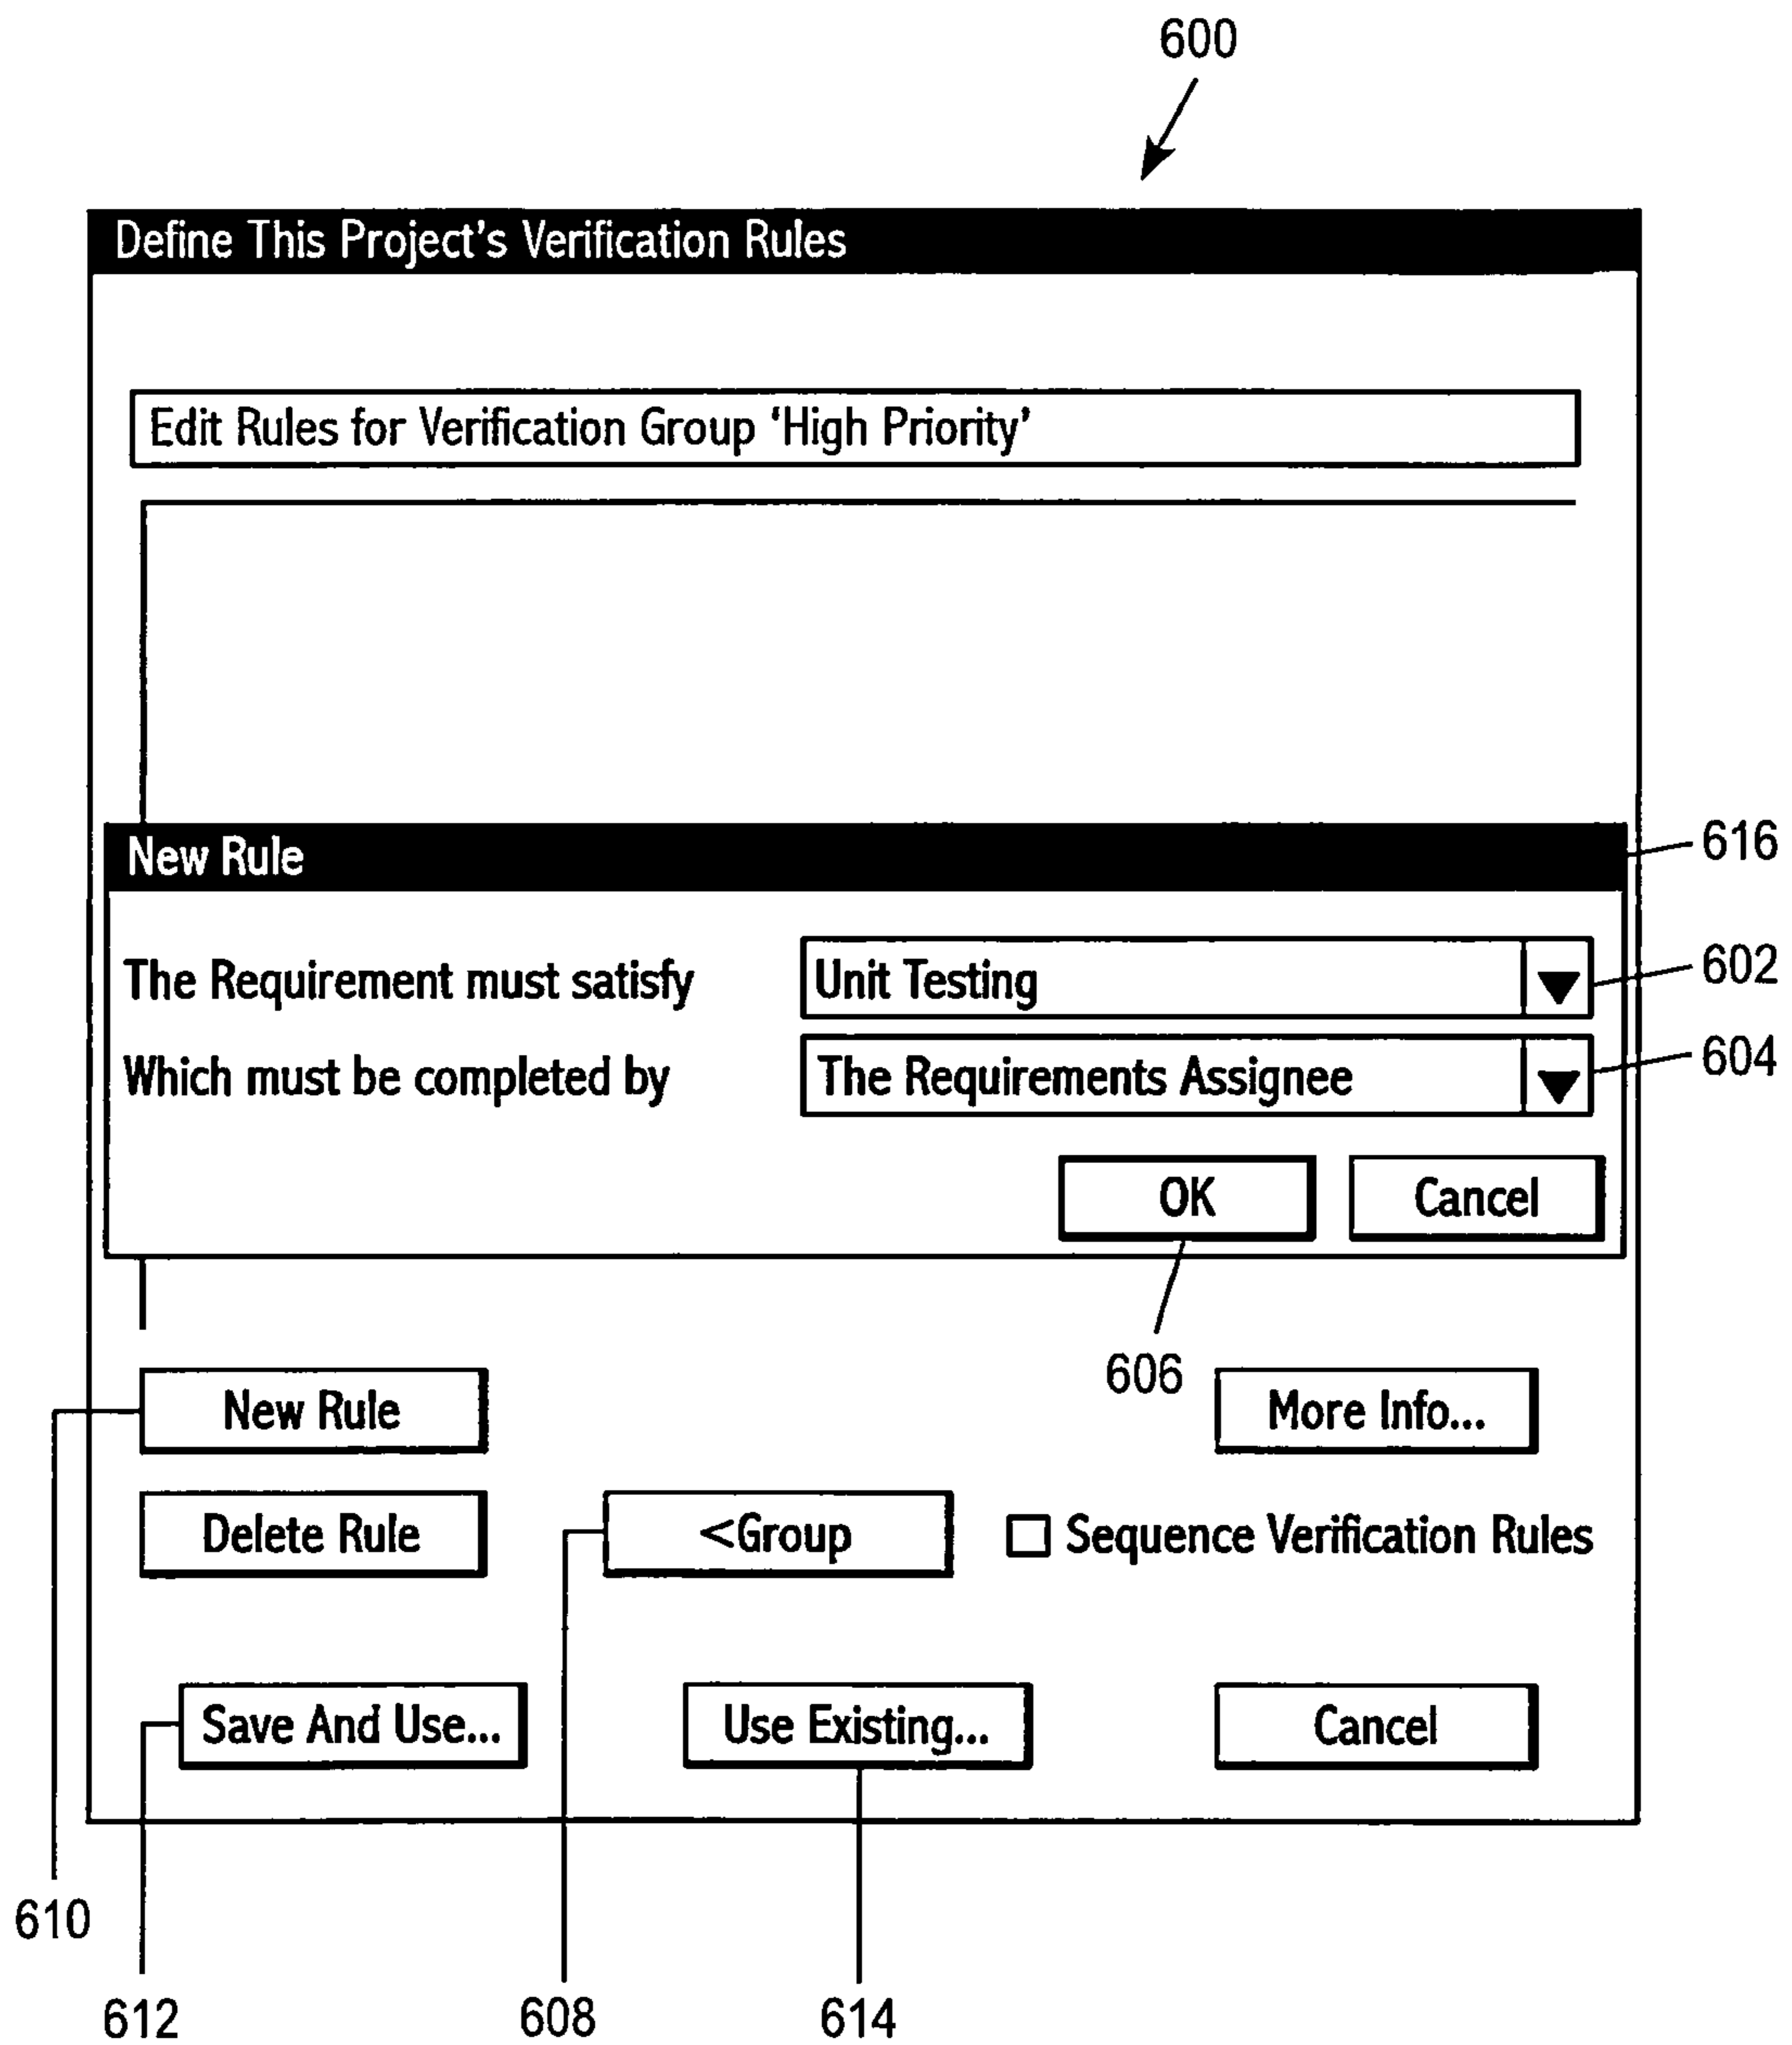 600
Define This Project's Verification Rules
Edit Rules for Verification Group 'High Priority'
New Rule
616
The Requirement must satisfy Unit Testing
602
Which must be completed by The Requirements Assignee
604
OK Cancel
606
New Rule More Info...
Delete Rule <Group Sequence Verification Rules
Save And Use... Use Existing... Cancel
610
612 608 614